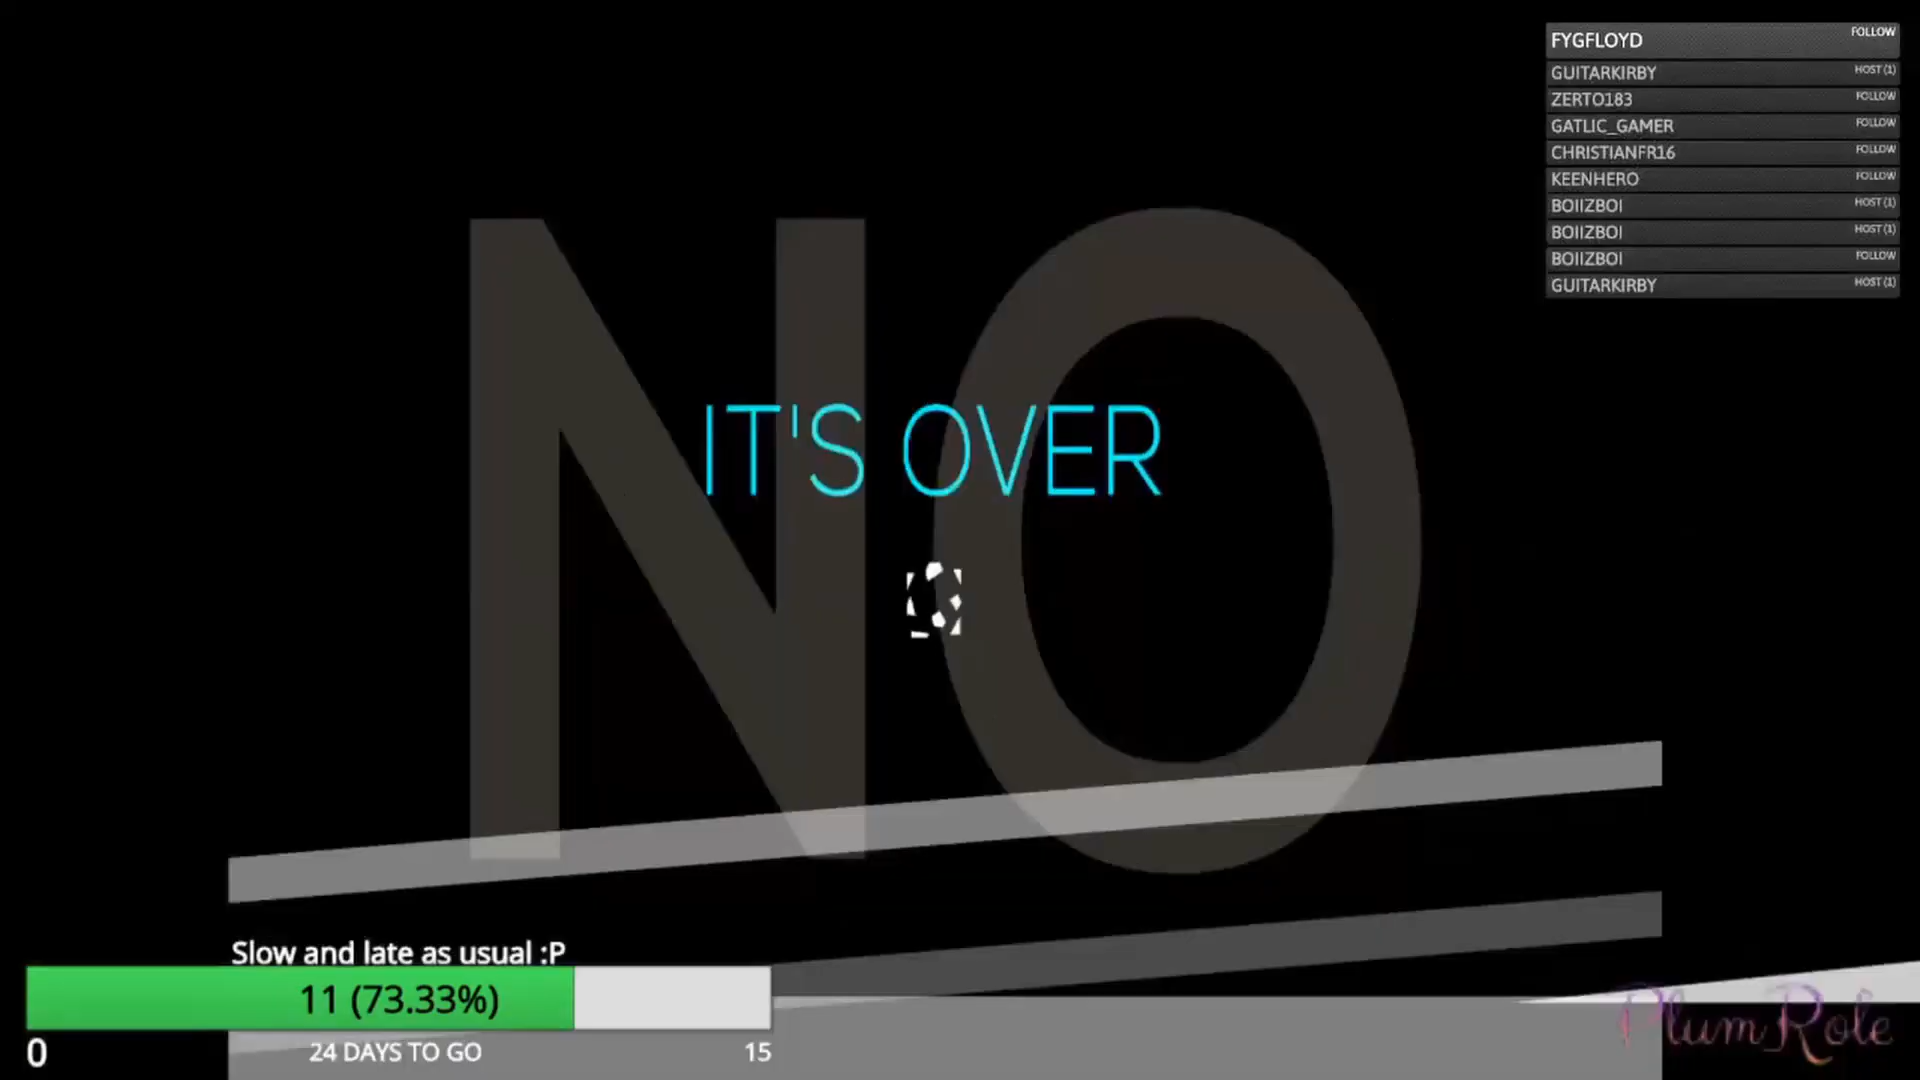 FYGFLOYD FOLLOW
GUITARKIRBY HOST (1)
ZERTO183 FOLLOW
GATLIC_GAMER FOLLOW
CHRISTIANFR16 FOLLOW
KEENHERO FOLLOW
BOIIZBOI HOST (1)
BOIIZBOI HOST (1)
BOIIZBOI FOLLOW
GUITARKIRBY HOST (1)
NO
IT'S OVER
Slow and late as usual :P
11 (73.33%)
0 24 DAYS TO GO 15
Plum Role